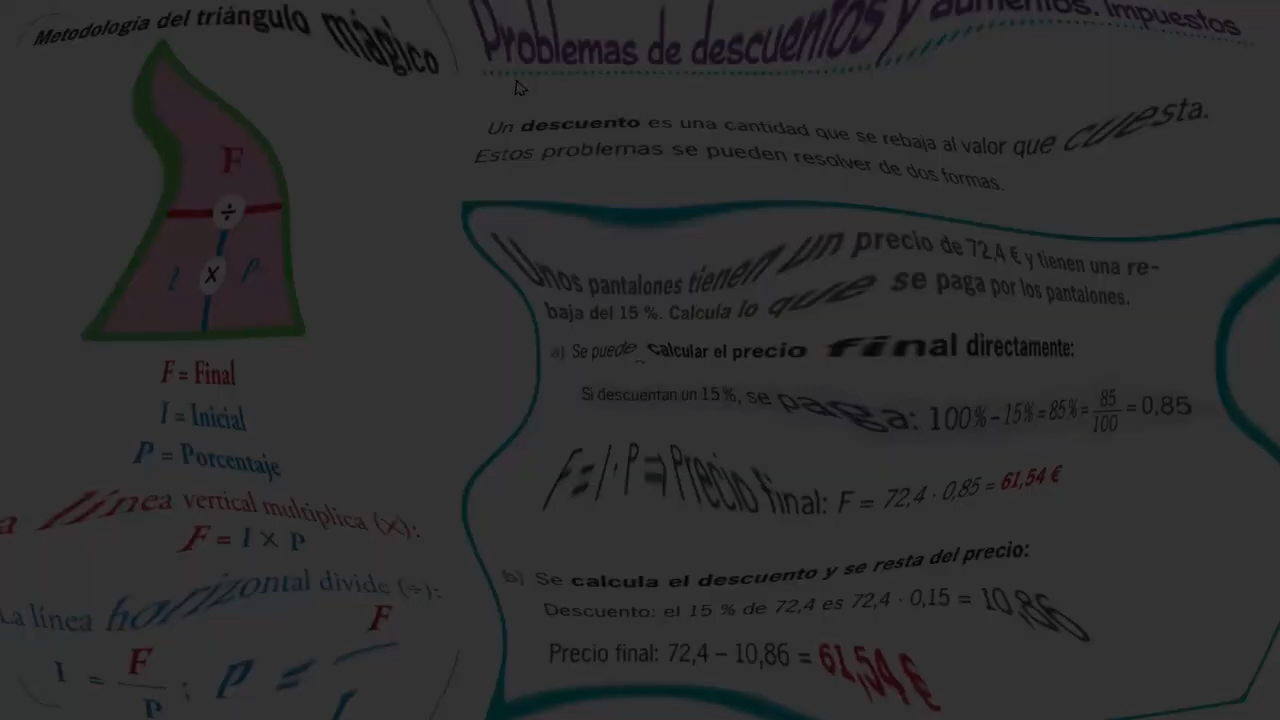 Metodología del triángulo mágico
F
÷
I x P
F = Final
I = Inicial
P = Porcentaje
a línea vertical multiplica (x):
F = I X P
La línea horizontal divide (÷):
I = F / P ; P = F / I
Problemas de descuentos y aumentos. Impuestos
Un descuento es una cantidad que se rebaja al valor que cuesta.
Estos problemas se pueden resolver de dos formas.
Unos pantalones tienen un precio de 72,4 € y tienen una re-
baja del 15 %. Calcula lo que se paga por los pantalones.
a) Se puede calcular el precio final directamente:
Si descuentan un 15%, se paga: 100% – 15% = 85% = 85/100 = 0,85
F = I · P ⇒ Precio final: F = 72,4 · 0,85 = 61,54 €
b) Se calcula el descuento y se resta del precio:
Descuento: el 15 % de 72,4 es 72,4 · 0,15 = 10,86
Precio final: 72,4 – 10,86 = 61,54 €